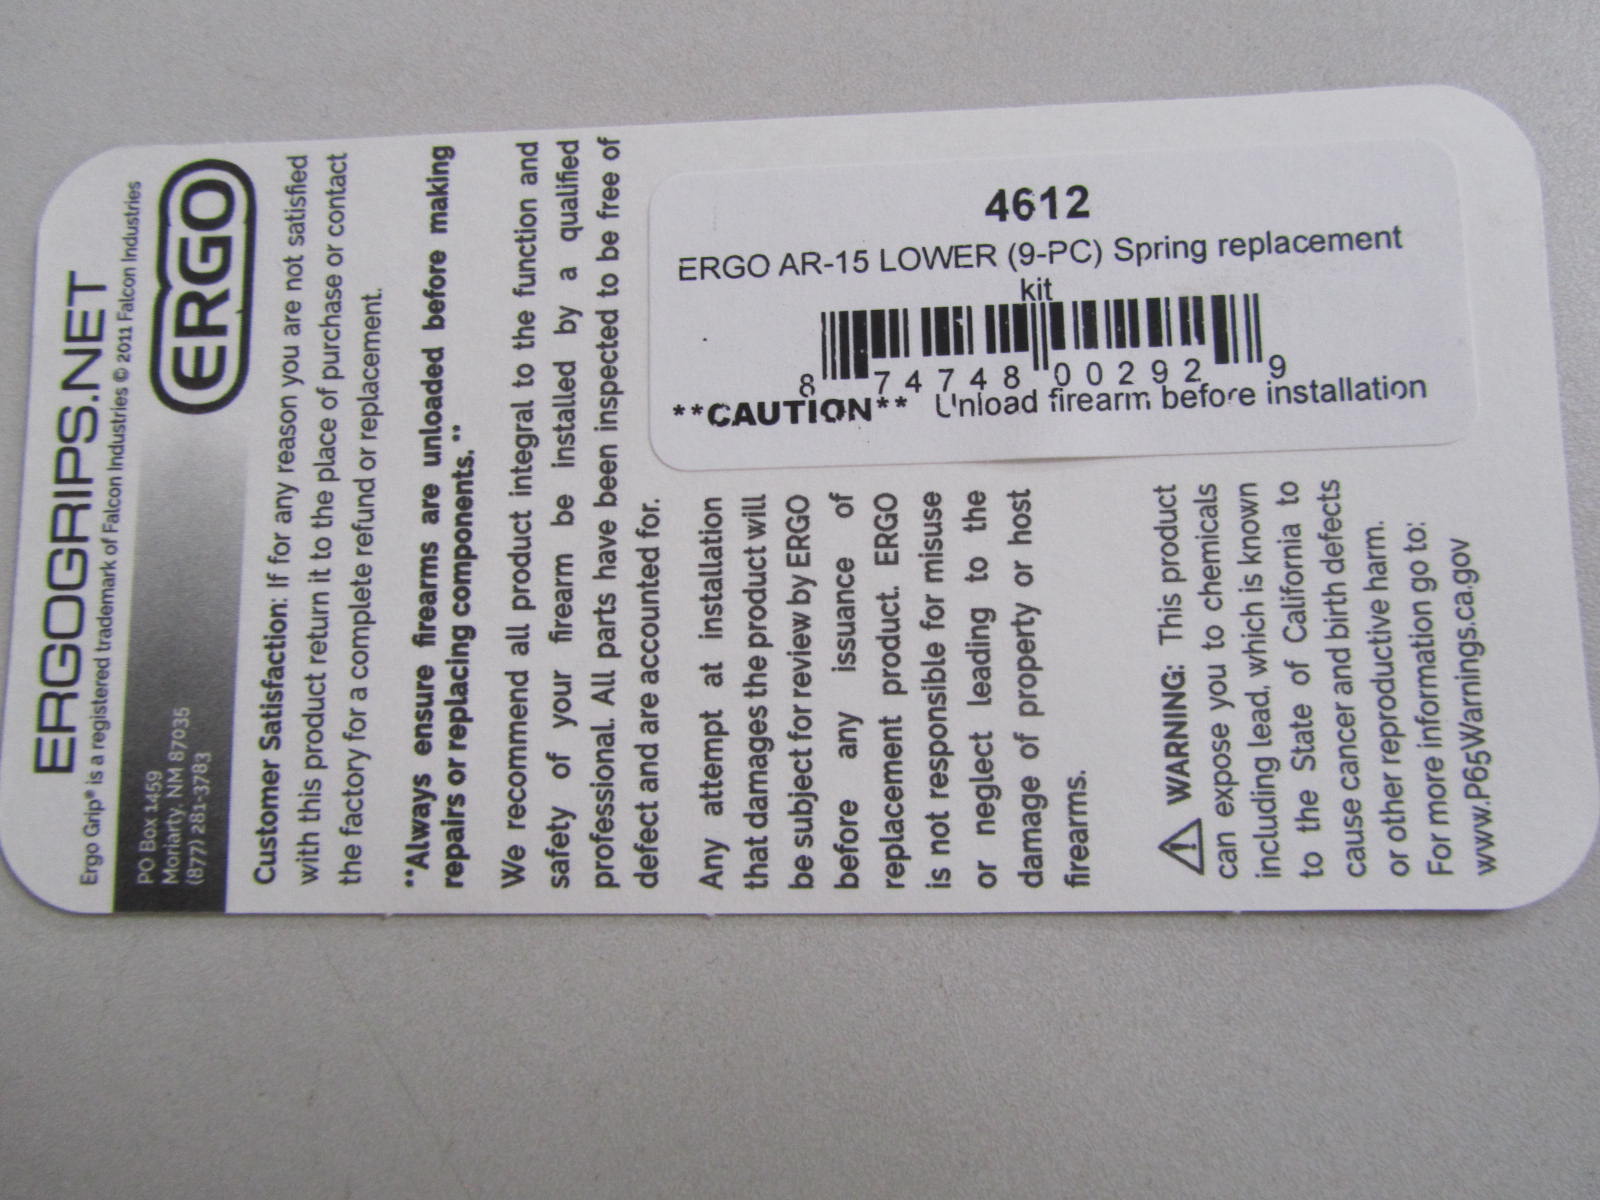 ERGOGRIPS.NET
Ergo Grip® is a registered trademark of Falcon Industries © 2011 Falcon Industries
PO Box 1459
Moriarty, NM 87035
(877) 281-3783
ERGO
Customer Satisfaction: If for any reason you are not satisfied
with this product return it to the place of purchase or contact
the factory for a complete refund or replacement.
**Always ensure firearms are unloaded before making
repairs or replacing components.**
We recommend all product integral to the function and
safety of your firearm be installed by a qualified
professional. All parts have been inspected to be free of
defect and are accounted for.
Any attempt at installation
that damages the product will
be subject for review by ERGO
before any issuance of
replacement product. ERGO
is not responsible for misuse
or neglect leading to the
damage of property or host
firearms.
WARNING: This product
can expose you to chemicals
including lead, which is known
to the State of California to
cause cancer and birth defects
or other reproductive harm.
For more information go to:
www.P65Warnings.ca.gov
4612
ERGO AR-15 LOWER (9-PC) Spring replacement
kit
8 74748 00292 9
**CAUTION** Unload firearm before installation